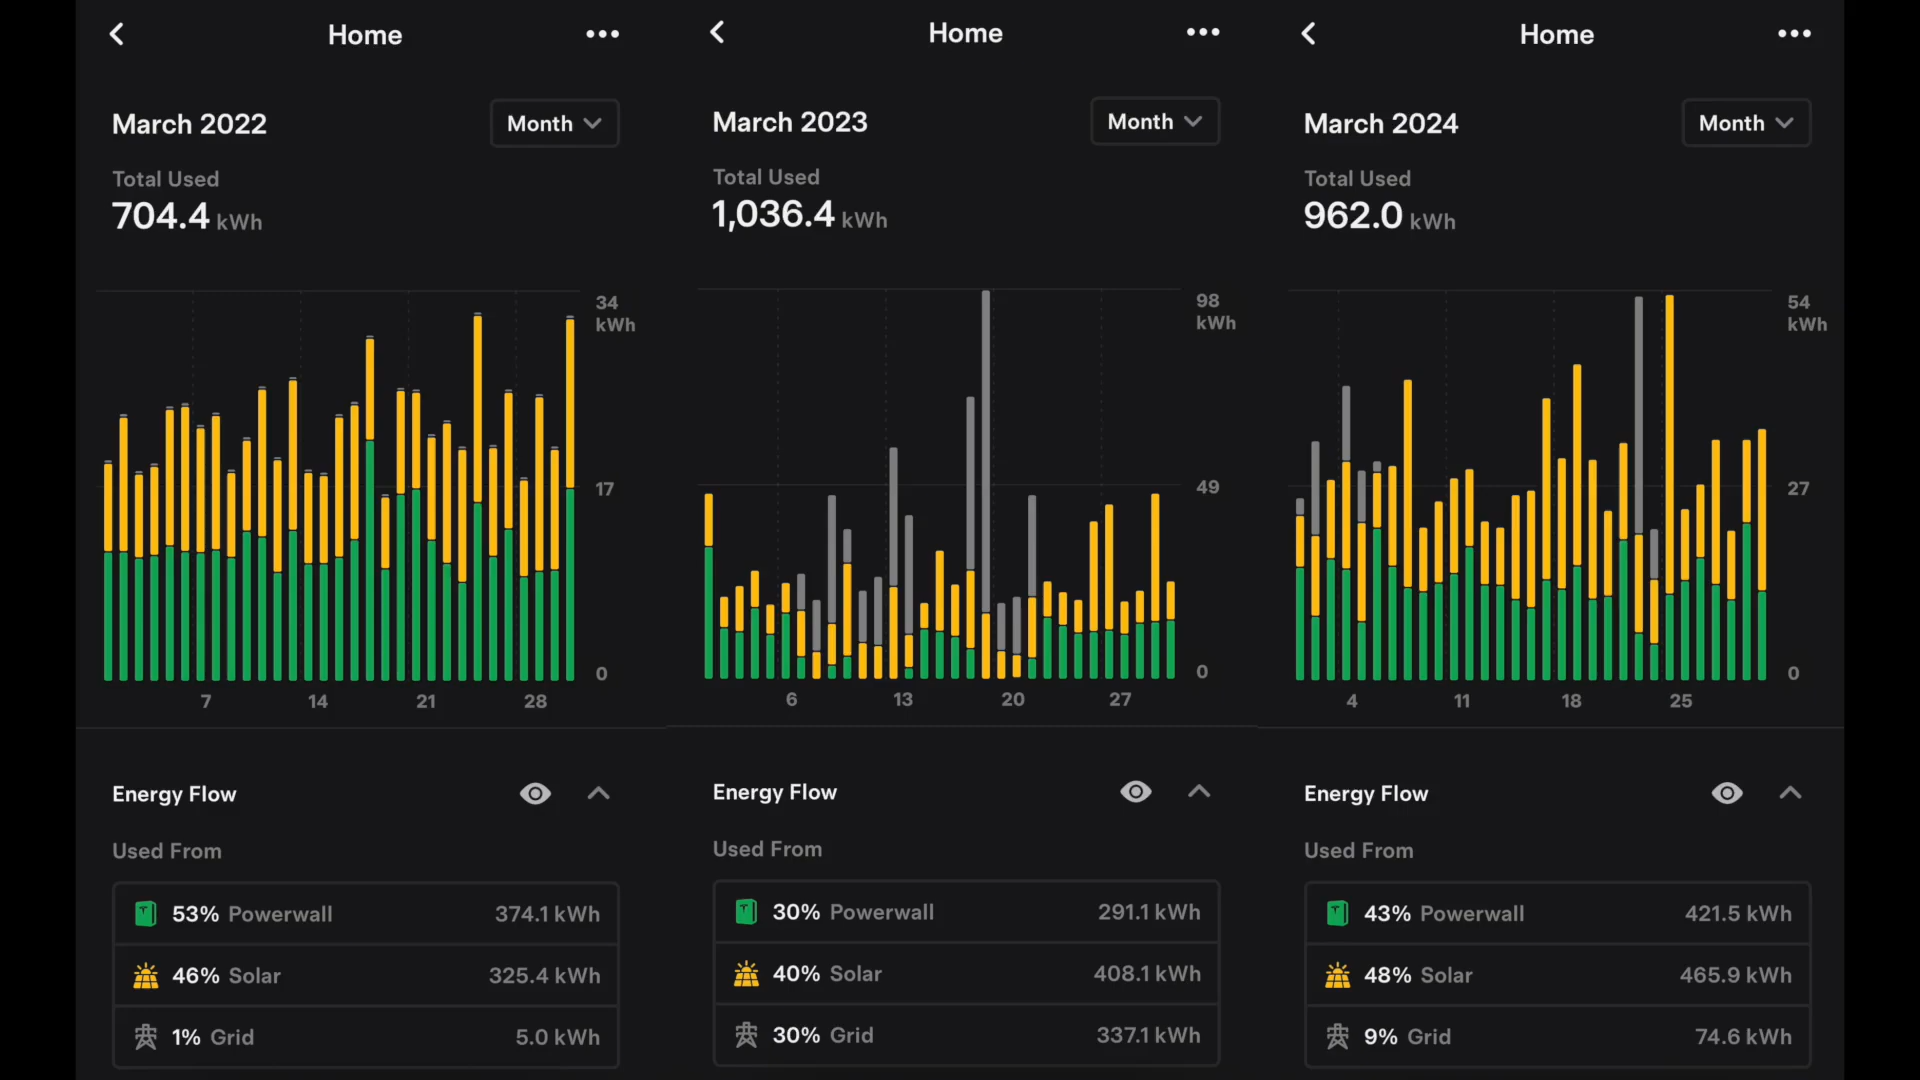 Home
March 2022
Month
Total Used
704.4 kWh
34
kWh
17
0
7 14 21 28
Energy Flow
Used From
53% Powerwall 374.1 kWh
46% Solar 325.4 kWh
1% Grid 5.0 kWh
Home
March 2023
Month
Total Used
1,036.4 kWh
98
kWh
49
0
6 13 20 27
Energy Flow
Used From
30% Powerwall 291.1 kWh
40% Solar 408.1 kWh
30% Grid 337.1 kWh
Home
March 2024
Month
Total Used
962.0 kWh
54
kWh
27
0
4 11 18 25
Energy Flow
Used From
43% Powerwall 421.5 kWh
48% Solar 465.9 kWh
9% Grid 74.6 kWh